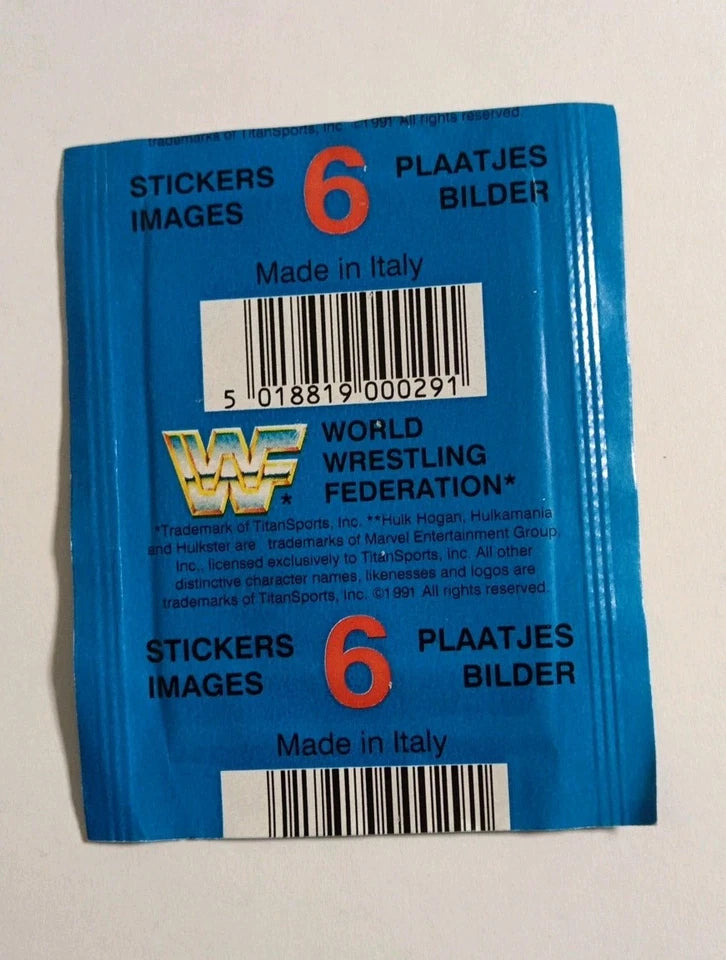 trademarks of TitanSports, Inc. ©1991 All rights reserved.
STICKERS 6 PLAATJES
IMAGES BILDER
Made in Italy
5 018819 000291
WF* WORLD
WRESTLING
FEDERATION*
*Trademark of TitanSports, Inc. **Hulk Hogan, Hulkamania
and Hulkster are trademarks of Marvel Entertainment Group,
Inc., licensed exclusively to TitanSports, Inc. All other
distinctive character names, likenesses and logos are
trademarks of TitanSports, Inc. ©1991 All rights reserved.
STICKERS 6 PLAATJES
IMAGES BILDER
Made in Italy